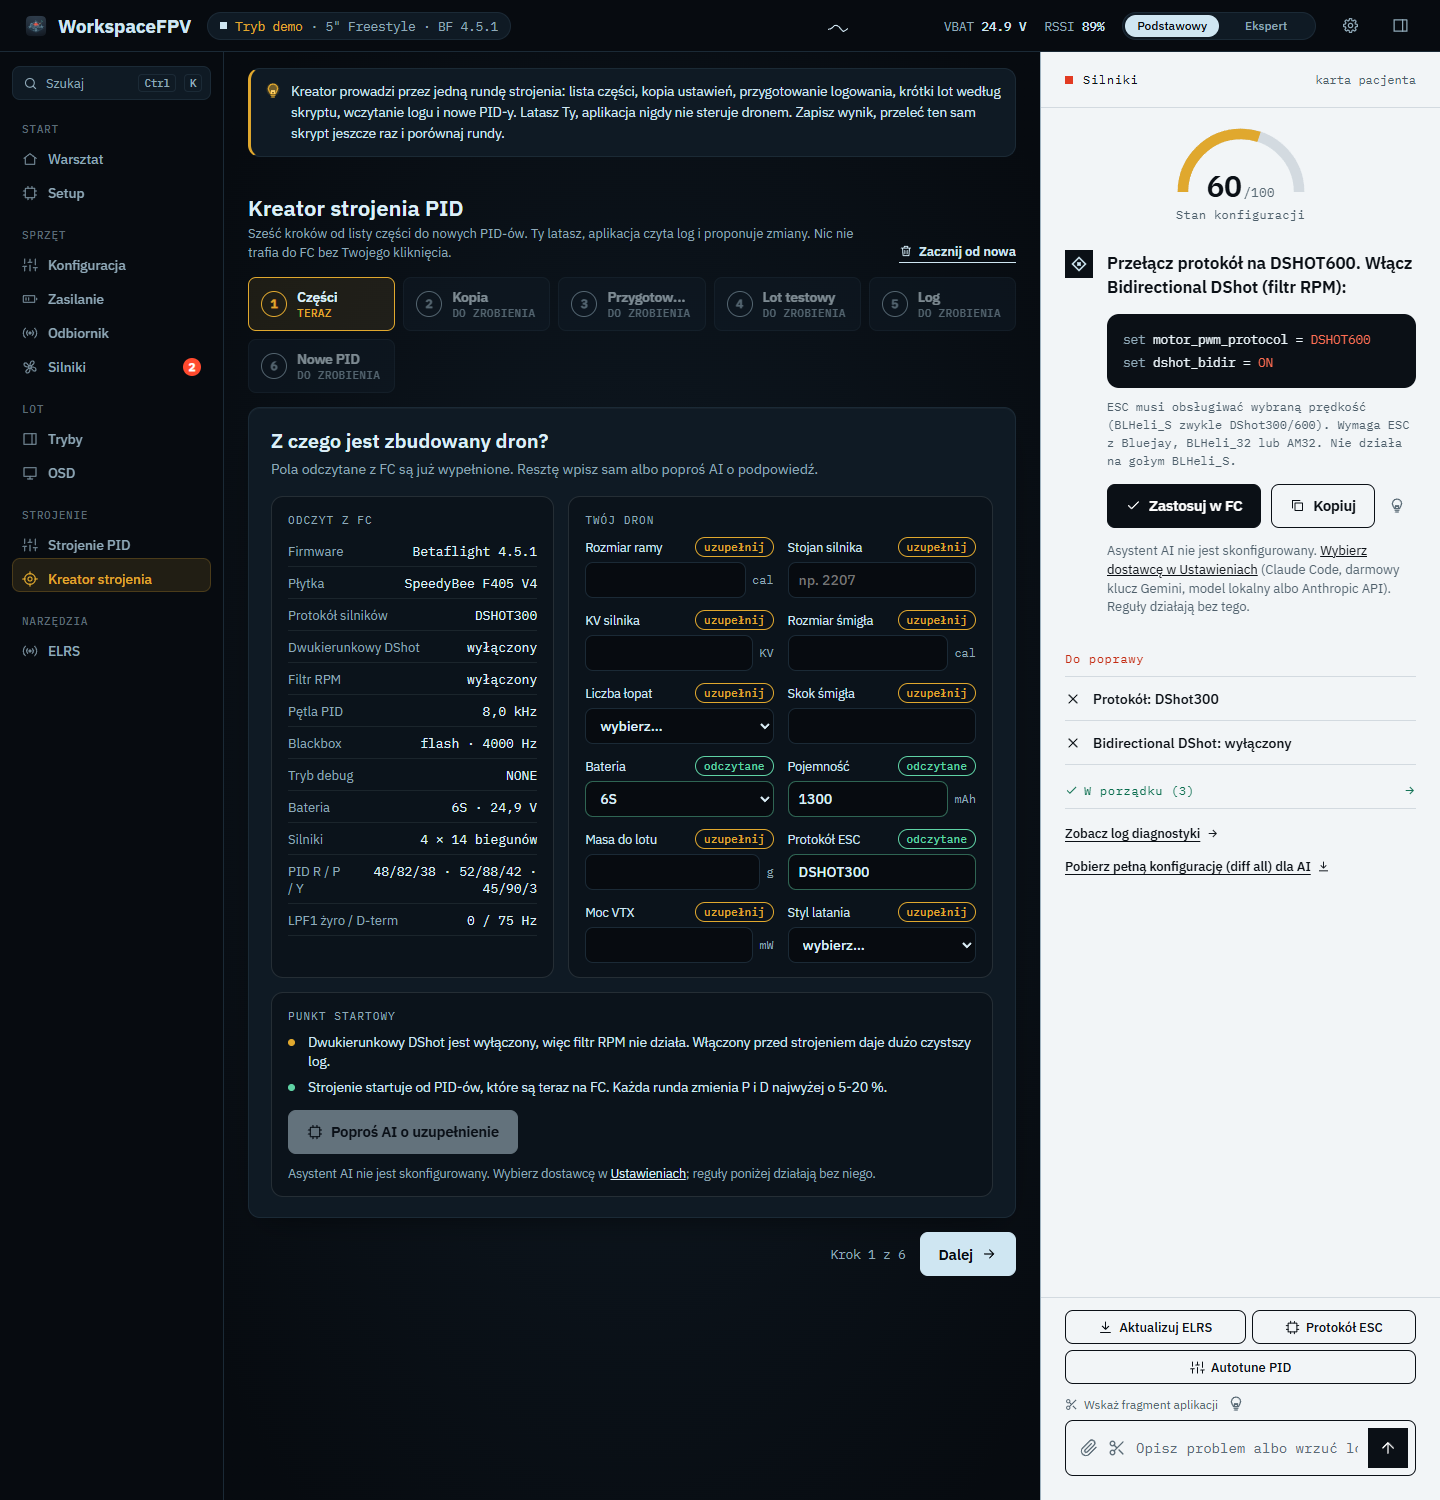 WorkspaceFPV
Tryb demo · 5" Freestyle · BF 4.5.1
VBAT 24.9 V
RSSI 89%
Podstawowy
Ekspert
Szukaj
Ctrl K
START
Warsztat
Setup
SPRZĘT
Konfiguracja
Zasilanie
Odbiornik
Silniki
2
LOT
Tryby
OSD
STROJENIE
Strojenie PID
Kreator strojenia
NARZĘDZIA
ELRS
Kreator prowadzi przez jedną rundę strojenia: lista części, kopia ustawień, przygotowanie logowania, krótki lot według
skryptu, wczytanie logu i nowe PID-y. Latasz Ty, aplikacja nigdy nie steruje dronem. Zapisz wynik, przeleć ten sam
skrypt jeszcze raz i porównaj rundy.
Kreator strojenia PID
Sześć kroków od listy części do nowych PID-ów. Ty latasz, aplikacja czyta log i proponuje zmiany. Nic nie
trafia do FC bez Twojego kliknięcia.
Zacznij od nowa
1 Części
TERAZ
2 Kopia
DO ZROBIENIA
3 Przygotow...
DO ZROBIENIA
4 Lot testowy
DO ZROBIENIA
5 Log
DO ZROBIENIA
6 Nowe PID
DO ZROBIENIA
Z czego jest zbudowany dron?
Pola odczytane z FC są już wypełnione. Resztę wpisz sam albo poproś AI o podpowiedź.
ODCZYT Z FC
Firmware Betaflight 4.5.1
Płytka SpeedyBee F405 V4
Protokół silników DSHOT300
Dwukierunkowy DShot wyłączony
Filtr RPM wyłączony
Pętla PID 8,0 kHz
Blackbox flash · 4000 Hz
Tryb debug NONE
Bateria 6S · 24,9 V
Silniki 4 × 14 biegunów
PID R / P 48/82/38 · 52/88/42 ·
/ Y 45/90/3
LPF1 żyro / D-term 0 / 75 Hz
TWÓJ DRON
Rozmiar ramy uzupełnij
cal
Stojan silnika uzupełnij
np. 2207
KV silnika uzupełnij
KV
Rozmiar śmigła uzupełnij
cal
Liczba łopat uzupełnij
wybierz...
Skok śmigła uzupełnij
Bateria odczytane
6S
Pojemność odczytane
1300 mAh
Masa do lotu uzupełnij
g
Protokół ESC odczytane
DSHOT300
Moc VTX uzupełnij
mW
Styl latania uzupełnij
wybierz...
PUNKT STARTOWY
Dwukierunkowy DShot jest wyłączony, więc filtr RPM nie działa. Włączony przed strojeniem daje dużo czystszy
log.
Strojenie startuje od PID-ów, które są teraz na FC. Każda runda zmienia P i D najwyżej o 5-20 %.
Poproś AI o uzupełnienie
Asystent AI nie jest skonfigurowany. Wybierz dostawcę w Ustawieniach; reguły poniżej działają bez niego.
Krok 1 z 6
Dalej
Silniki
karta pacjenta
60/100
Stan konfiguracji
Przełącz protokół na DSHOT600. Włącz
Bidirectional DShot (filtr RPM):
set motor_pwm_protocol = DSHOT600
set dshot_bidir = ON
ESC musi obsługiwać wybraną prędkość
(BLHeli_S zwykle DShot300/600). Wymaga ESC
z Bluejay, BLHeli_32 lub AM32. Nie działa
na gołym BLHeli_S.
Zastosuj w FC
Kopiuj
Asystent AI nie jest skonfigurowany. Wybierz
dostawcę w Ustawieniach (Claude Code, darmowy
klucz Gemini, model lokalny albo Anthropic API).
Reguły działają bez tego.
Do poprawy
Protokół: DShot300
Bidirectional DShot: wyłączony
W porządku (3)
Zobacz log diagnostyki
Pobierz pełną konfigurację (diff all) dla AI
Aktualizuj ELRS
Protokół ESC
Autotune PID
Wskaż fragment aplikacji
Opisz problem albo wrzuć lo